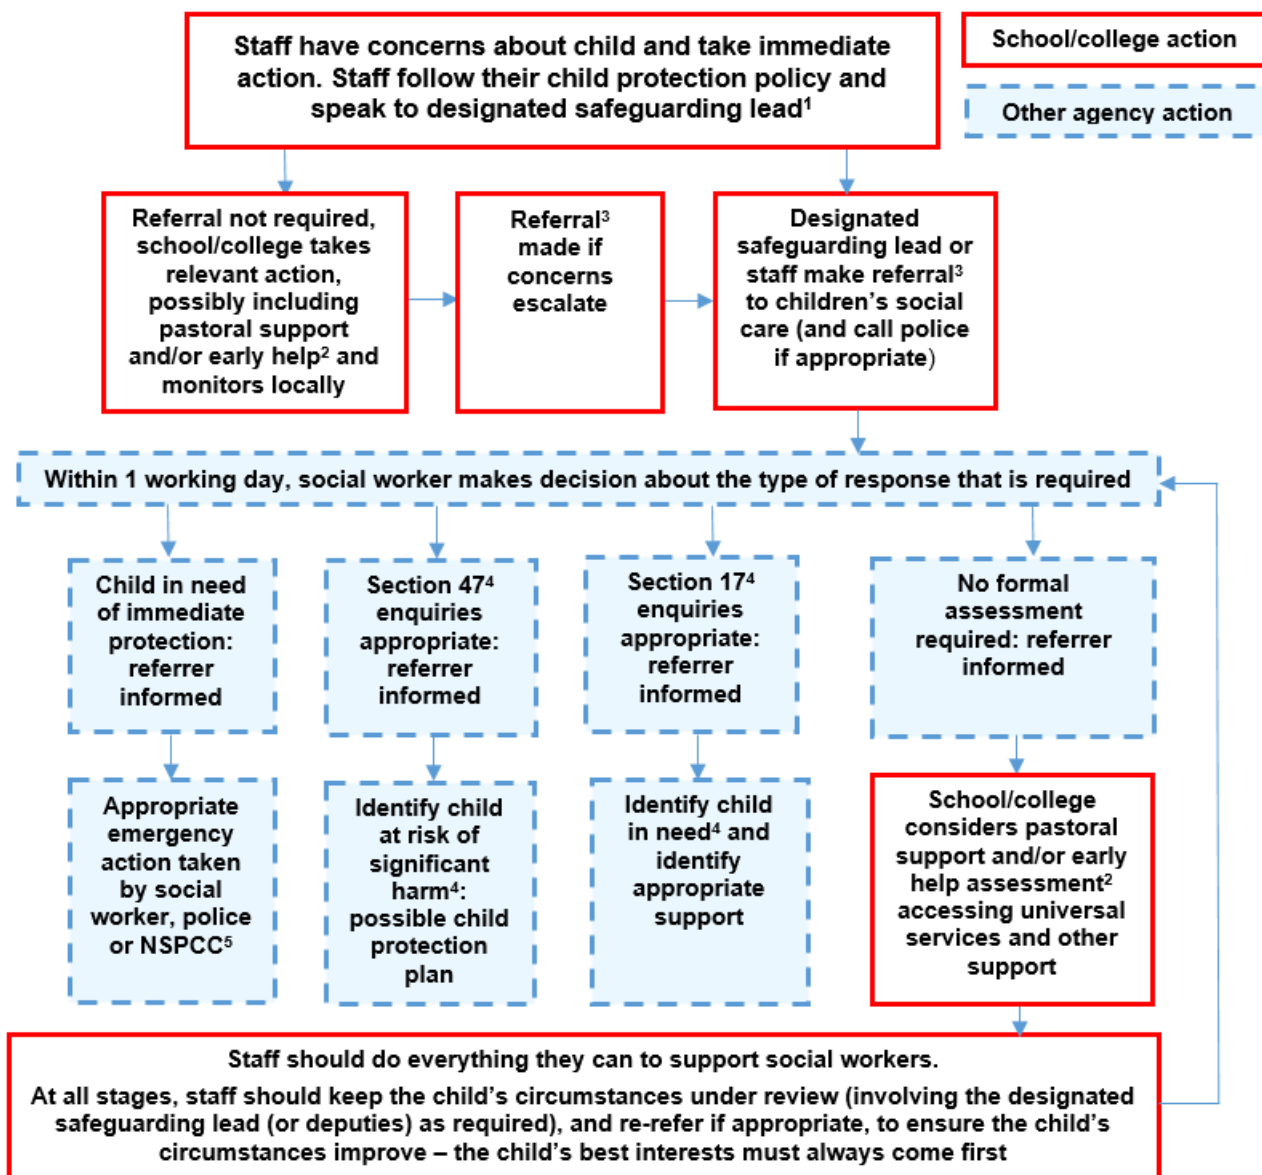 Staff have concerns about child and take immediate
action. Staff follow their child protection policy and
speak to designated safeguarding lead¹
School/college action
Other agency action
Referral not required,
school/college takes
relevant action,
possibly including
pastoral support
and/or early help² and
monitors locally
Referral³
made if
concerns
escalate
Designated
safeguarding lead or
staff make referral³
to children’s social
care (and call police
if appropriate)
Within 1 working day, social worker makes decision about the type of response that is required
Child in need
of immediate
protection:
referrer
informed
Section 47⁴
enquiries
appropriate:
referrer
informed
Section 17⁴
enquiries
appropriate:
referrer
informed
No formal
assessment
required: referrer
informed
Appropriate
emergency
action taken
by social
worker, police
or NSPCC⁵
Identify child
at risk of
significant
harm⁴:
possible child
protection
plan
Identify child
in need⁴ and
identify
appropriate
support
School/college
considers pastoral
support and/or early
help assessment²
accessing universal
services and other
support
Staff should do everything they can to support social workers.
At all stages, staff should keep the child’s circumstances under review (involving the designated
safeguarding lead (or deputies) as required), and re-refer if appropriate, to ensure the child’s
circumstances improve – the child’s best interests must always come first